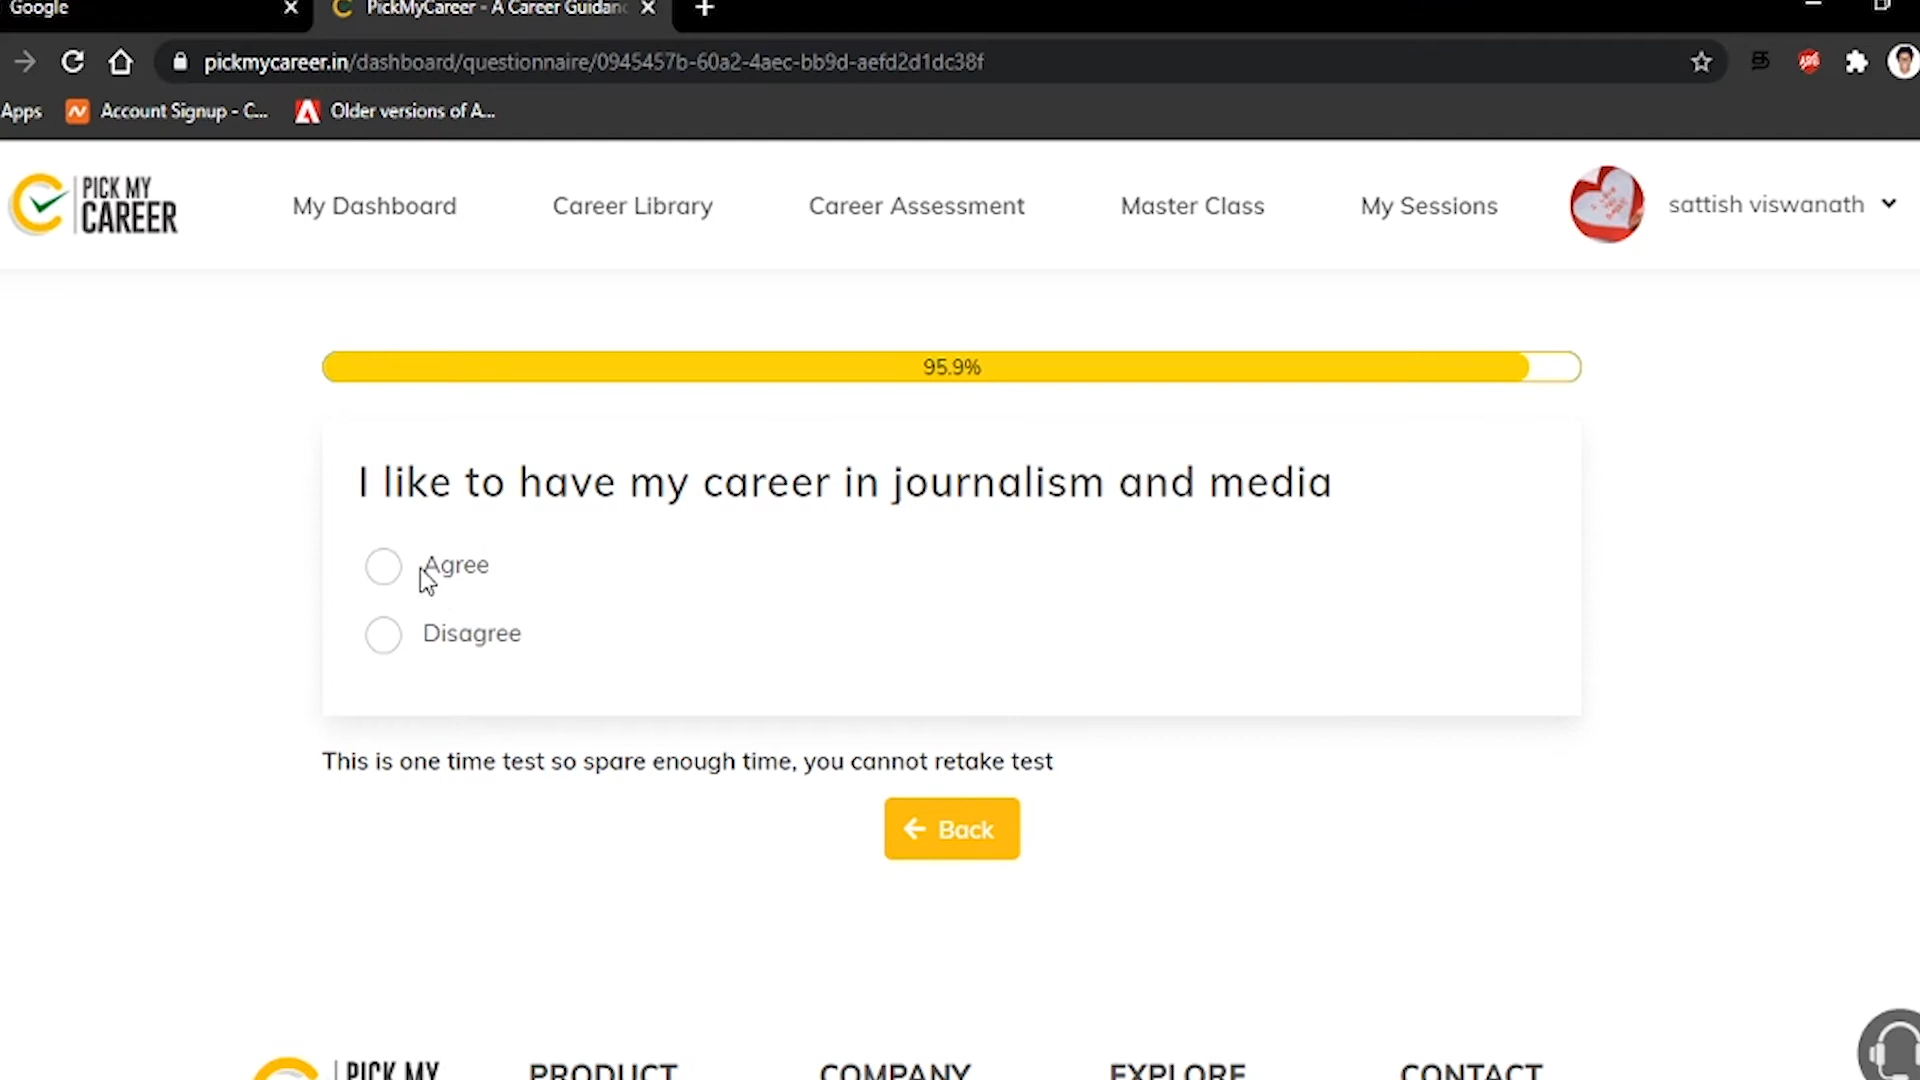 Google
PickMyCareer - A Career Guidanc
pickmycareer.in/dashboard/questionnaire/0945457b-60a2-4aec-bb9d-aefd2d1dc38f
Apps
Account Signup - C...
Older versions of A...
PICK MY
CAREER
My Dashboard
Career Library
Career Assessment
Master Class
My Sessions
sattish viswanath
95.9%
I like to have my career in journalism and media
Agree
Disagree
This is one time test so spare enough time, you cannot retake test
Back
PICK MY
PRODUCT
COMPANY
EXPLORE
CONTACT